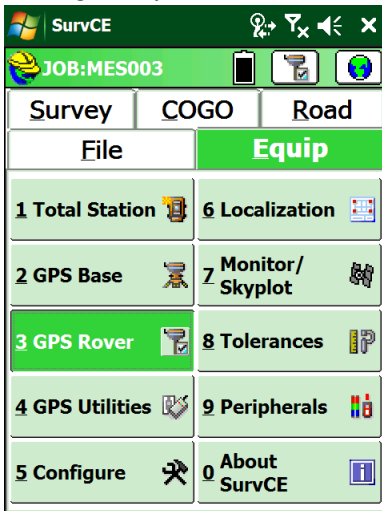 SurvCE
JOB:MES003
Survey
COGO
Road
File
Equip
1 Total Station
6 Localization
2 GPS Base
7 Monitor/
Skyplot
3 GPS Rover
8 Tolerances
4 GPS Utilities
9 Peripherals
5 Configure
0 About
SurvCE